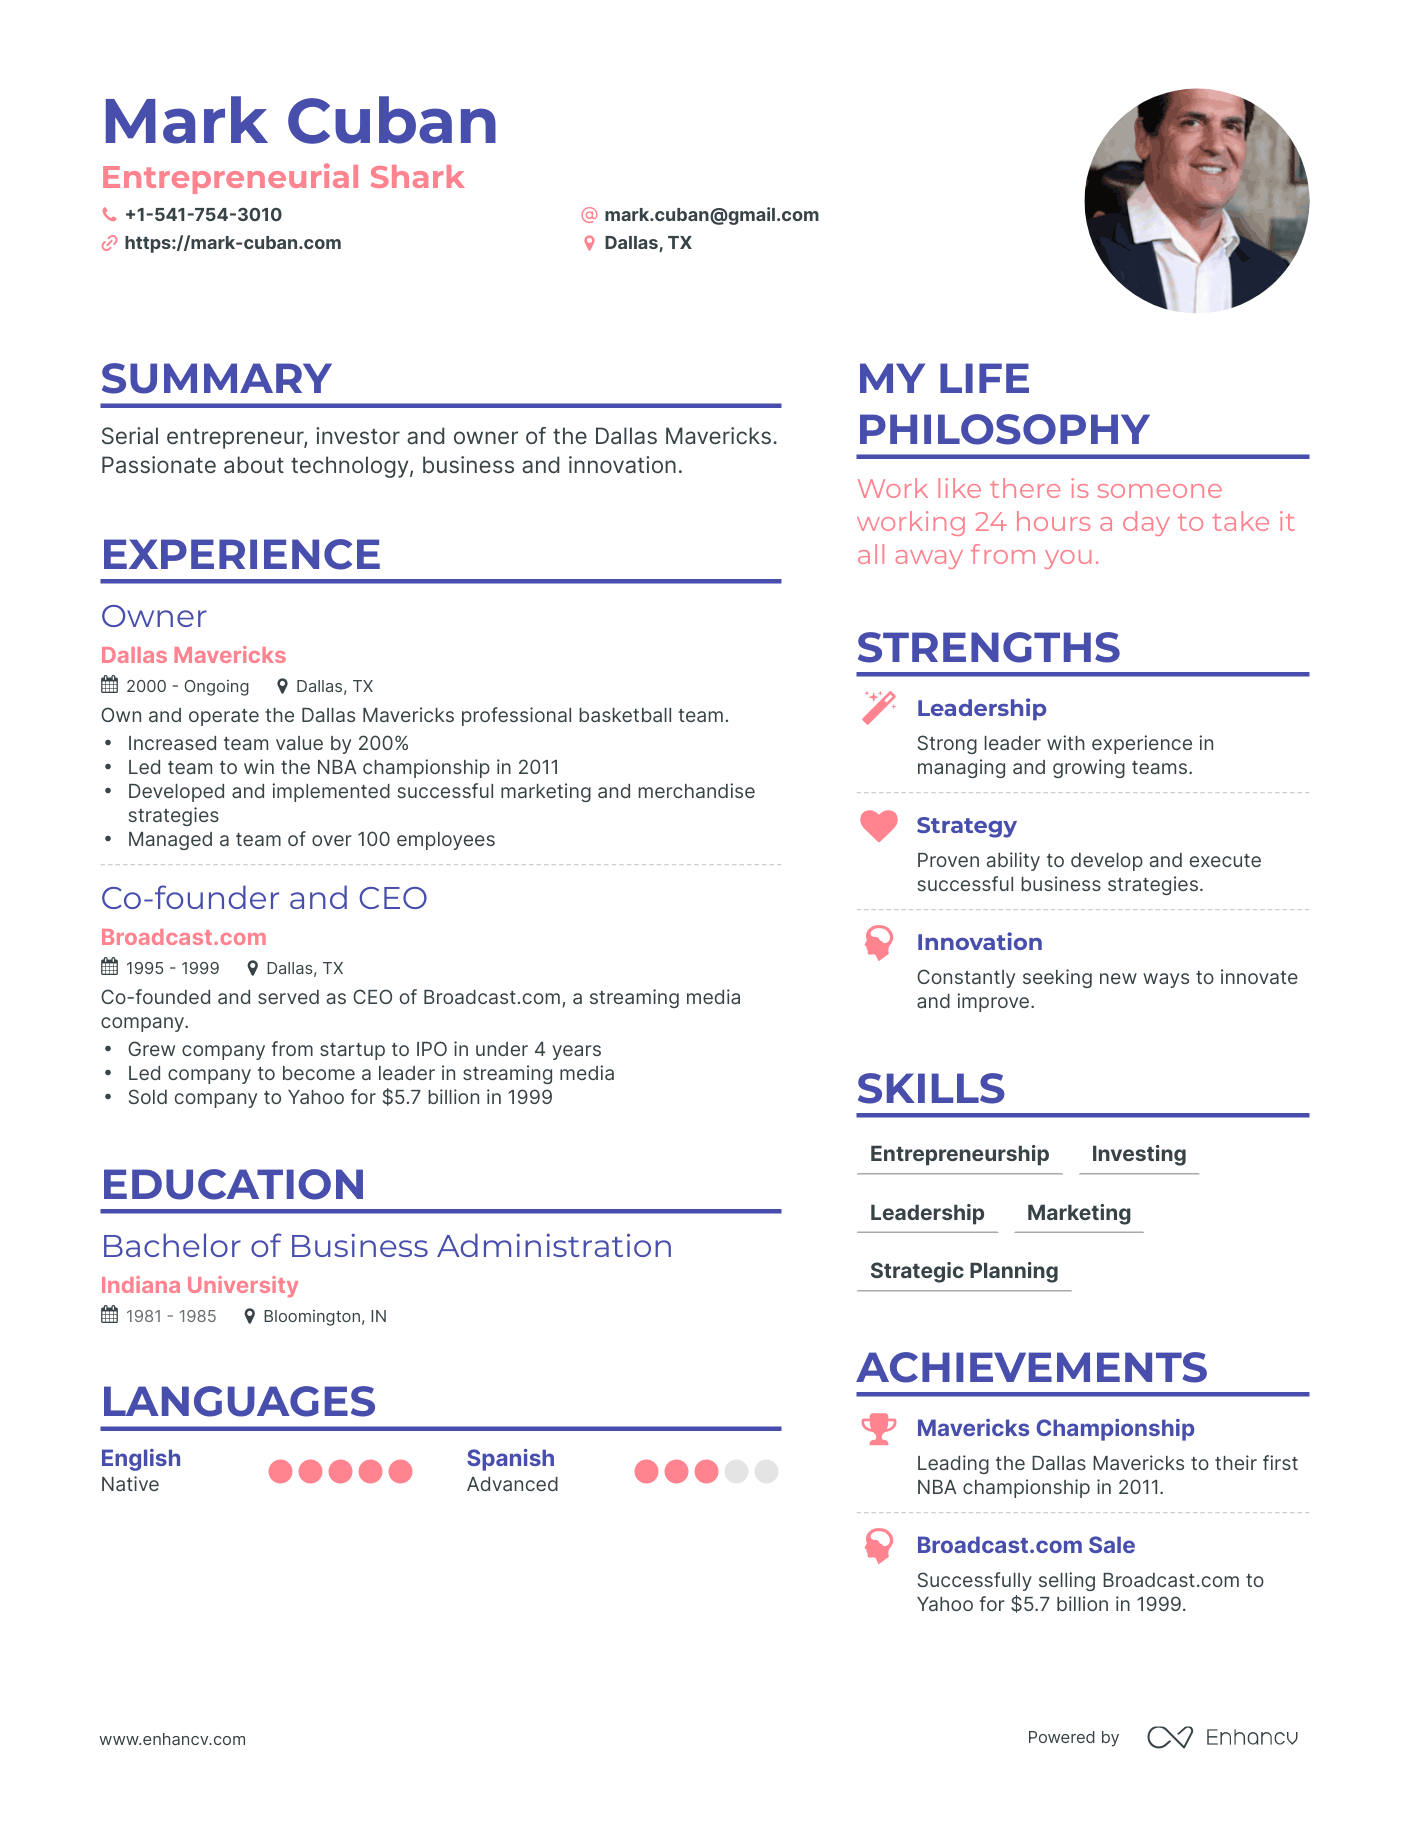 Mark Cuban
Entrepreneurial Shark
+1-541-754-3010
mark.cuban@gmail.com
https://mark-cuban.com
Dallas, TX
SUMMARY
Serial entrepreneur, investor and owner of the Dallas Mavericks.
Passionate about technology, business and innovation.
EXPERIENCE
Owner
Dallas Mavericks
2000 - Ongoing
Dallas, TX
Own and operate the Dallas Mavericks professional basketball team.
• Increased team value by 200%
• Led team to win the NBA championship in 2011
• Developed and implemented successful marketing and merchandise
strategies
• Managed a team of over 100 employees
Co-founder and CEO
Broadcast.com
1995 - 1999
Dallas, TX
Co-founded and served as CEO of Broadcast.com, a streaming media
company.
• Grew company from startup to IPO in under 4 years
• Led company to become a leader in streaming media
• Sold company to Yahoo for $5.7 billion in 1999
EDUCATION
Bachelor of Business Administration
Indiana University
1981 - 1985
Bloomington, IN
LANGUAGES
English
Native
Spanish
Advanced
MY LIFE
PHILOSOPHY
Work like there is someone
working 24 hours a day to take it
all away from you.
STRENGTHS
Leadership
Strong leader with experience in
managing and growing teams.
Strategy
Proven ability to develop and execute
successful business strategies.
Innovation
Constantly seeking new ways to innovate
and improve.
SKILLS
Entrepreneurship
Investing
Leadership
Marketing
Strategic Planning
ACHIEVEMENTS
Mavericks Championship
Leading the Dallas Mavericks to their first
NBA championship in 2011.
Broadcast.com Sale
Successfully selling Broadcast.com to
Yahoo for $5.7 billion in 1999.
www.enhancv.com
Powered by
Enhancv